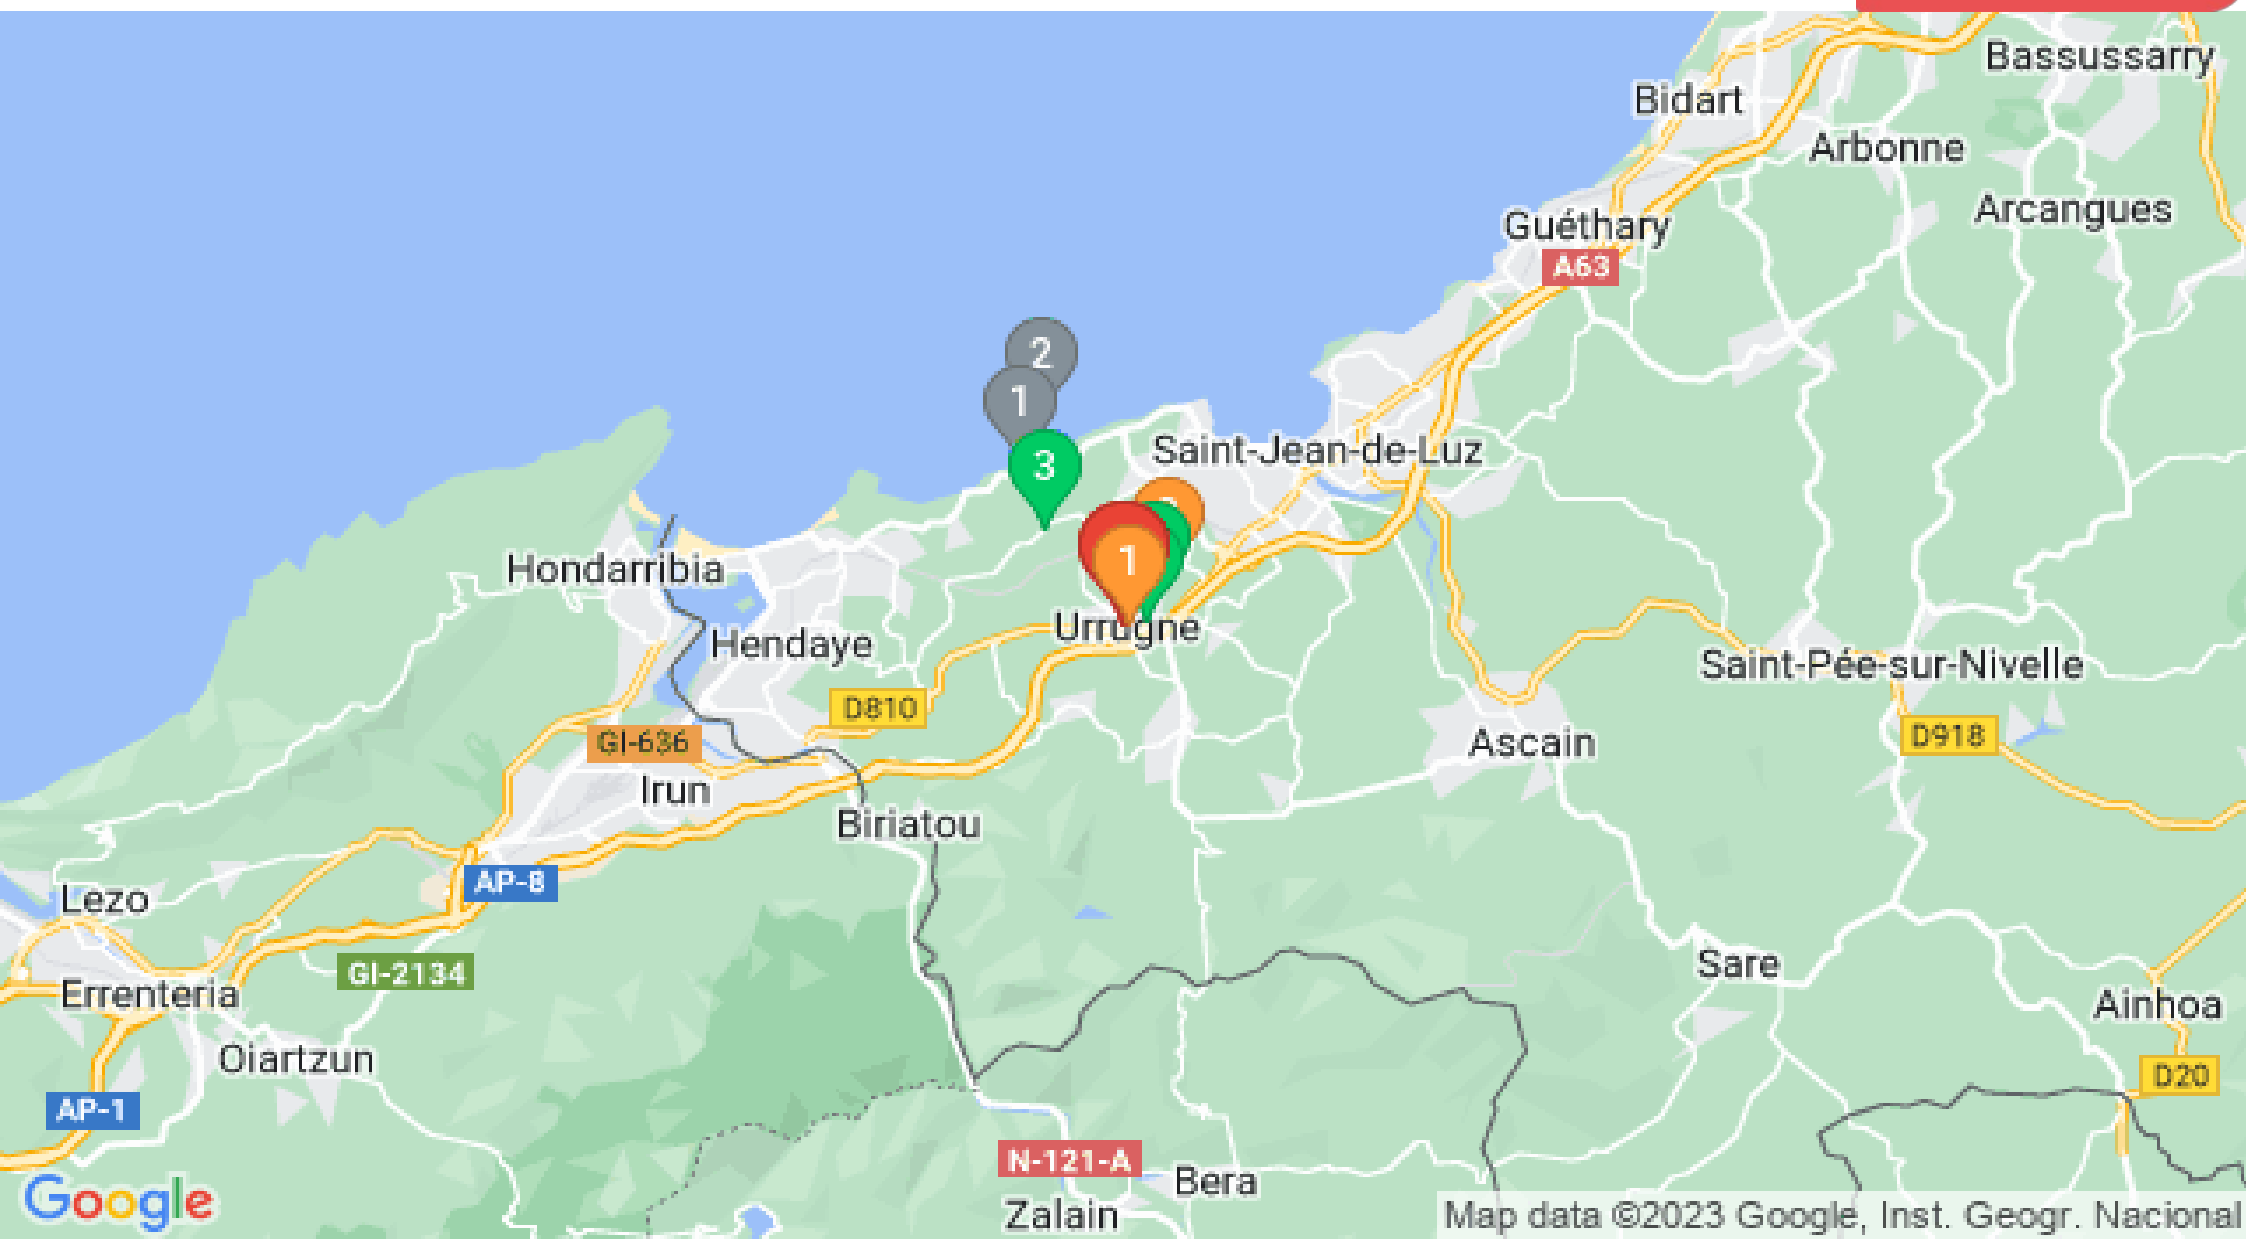 Bassussarry
Bidart
Arbonne
Arcangues
Guéthary
A63
2
1
3
Saint-Jean-de-Luz
1
Hondarribia
Urrugne
Hendaye
Saint-Pée-sur-Nivelle
D810
GI-636
Ascain
D918
Irun
Biriatou
AP-8
Lezo
GI-2134
Sare
Errenteria
Ainhoa
Oiartzun
D20
AP-1
N-121-A
Bera
Google
Zalain
Map data ©2023 Google, Inst. Geogr. Nacional